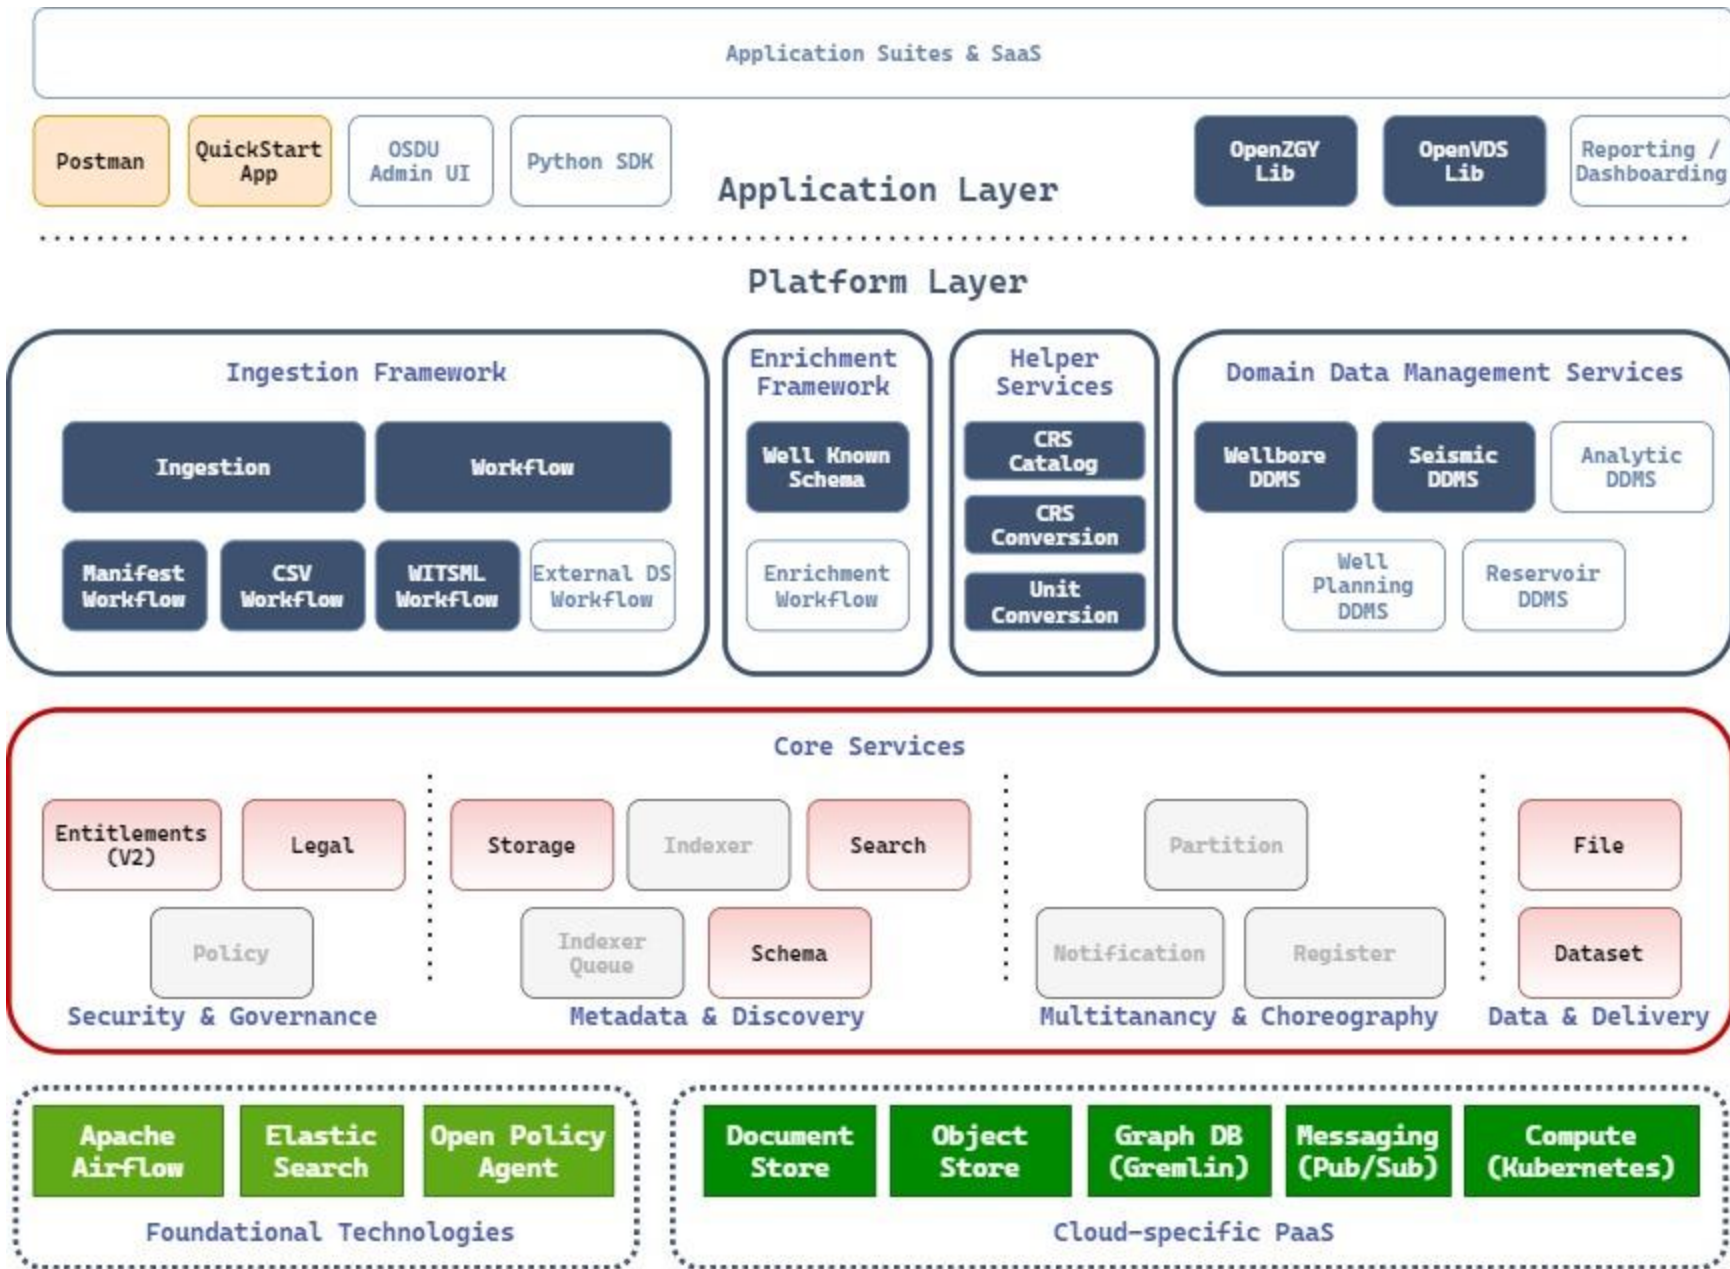 Application Suites & SaaS
Postman
QuickStart
App
OSDU
Admin UI
Python SDK
Application Layer
OpenZGY
Lib
OpenVDS
Lib
Reporting /
Dashboarding
Platform Layer
Ingestion Framework
Ingestion
Workflow
Manifest
Workflow
CSV
Workflow
WITSML
Workflow
External DS
Workflow
Enrichment
Framework
Well Known
Schema
Enrichment
Workflow
Helper
Services
CRS
Catalog
CRS
Conversion
Unit
Conversion
Domain Data Management Services
Wellbore
DDMS
Seismic
DDMS
Analytic
DDMS
Well
Planning
DDMS
Reservoir
DDMS
Core Services
Entitlements
(V2)
Legal
Policy
Security & Governance
Storage
Indexer
Search
Indexer
Queue
Schema
Metadata & Discovery
Partition
Notification
Register
Multitanancy & Choreography
File
Dataset
Data & Delivery
Apache
Airflow
Elastic
Search
Open Policy
Agent
Foundational Technologies
Document
Store
Object
Store
Graph DB
(Gremlin)
Messaging
(Pub/Sub)
Compute
(Kubernetes)
Cloud-specific PaaS